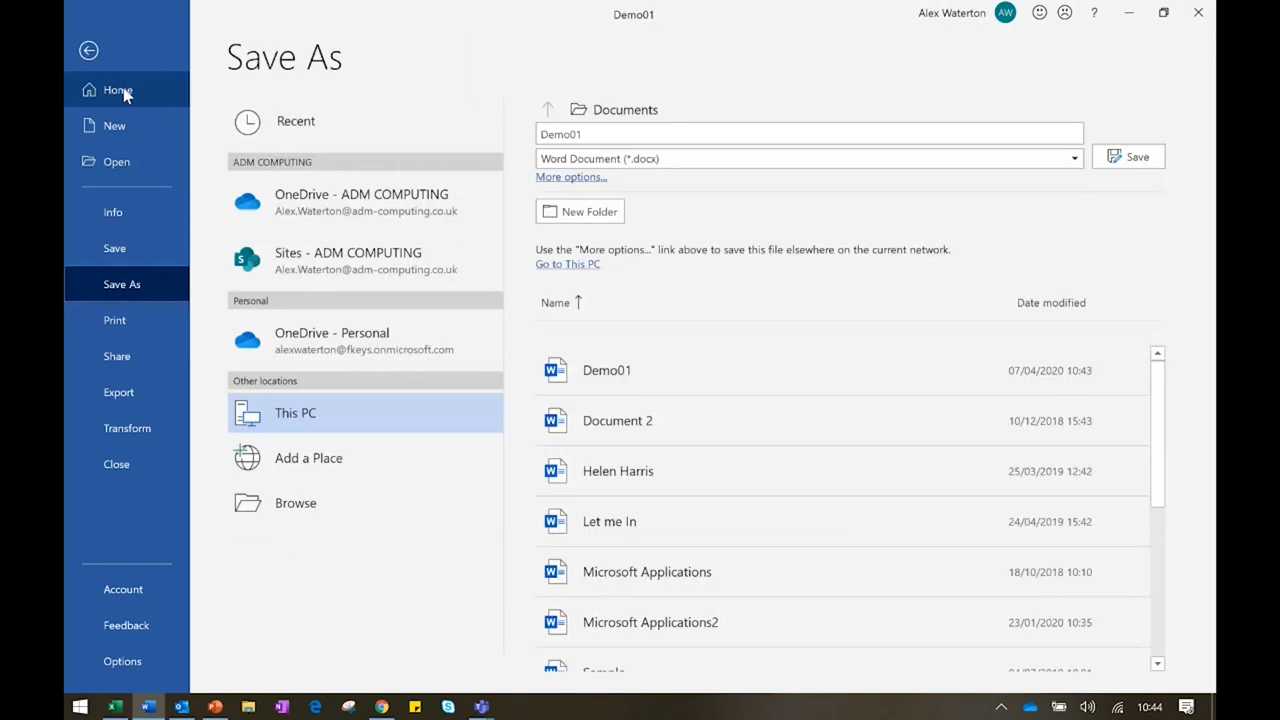 Demo01
Alex Waterton
AW
?
Home
New
Open
Info
Save
Save As
Print
Share
Export
Transform
Close
Account
Feedback
Options
Save As
Recent
ADM COMPUTING
OneDrive - ADM COMPUTING
Alex.Waterton@adm-computing.co.uk
S
Sites - ADM COMPUTING
Alex.Waterton@adm-computing.co.uk
Personal
OneDrive - Personal
alexwaterton@fkeys.onmicrosoft.com
Other locations
This PC
Add a Place
Browse
Documents
Demo01
Word Document (*.docx)
Save
More options...
New Folder
Use the "More options..." link above to save this file elsewhere on the current network.
Go to This PC
Name Date modified
Demo01 07/04/2020 10:43
Document 2 10/12/2018 15:43
Helen Harris 25/03/2019 12:42
Let me In 24/04/2019 15:42
Microsoft Applications 18/10/2018 10:10
Microsoft Applications2 23/01/2020 10:35
10:44